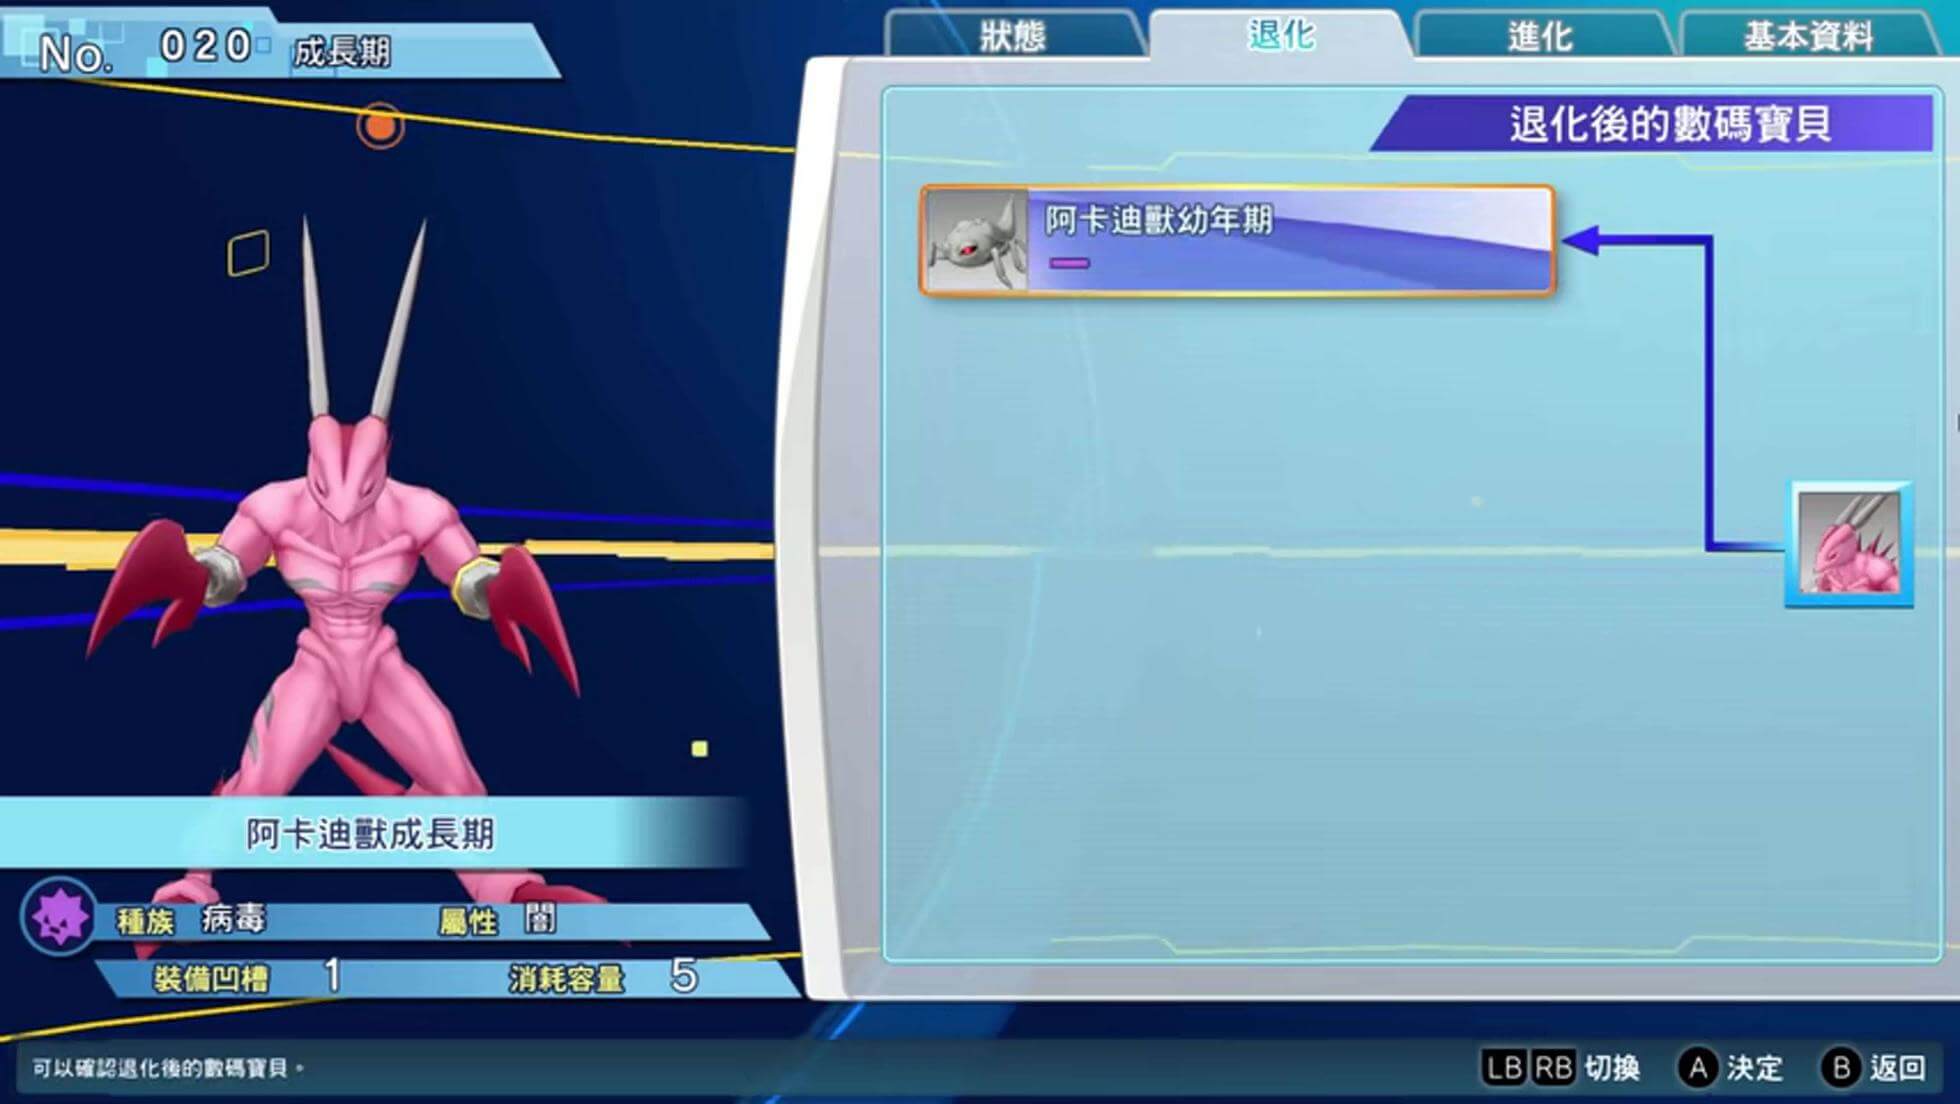 No. 020 成長期
狀態 退化 進化 基本資料
退化後的數碼寶貝
阿卡迪獸幼年期
阿卡迪獸成長期
種族 病毒 屬性 闇
裝備凹槽 1 消耗容量 5
可以確認退化後的數碼寶貝。
LB RB 切換 A 決定 B 返回